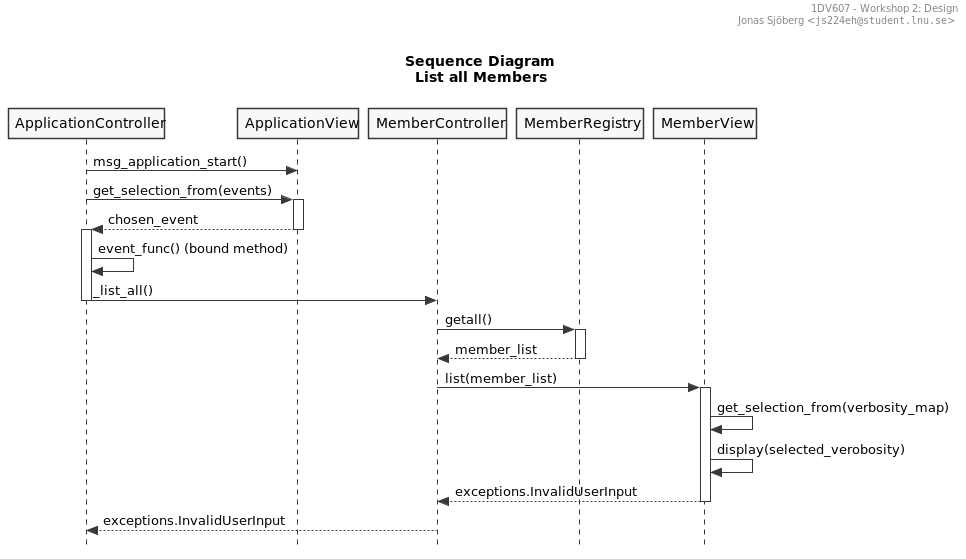 1DV607 - Workshop 2: Design
Jonas Sjöberg <js224eh@student.lnu.se>
Sequence Diagram
List all Members
ApplicationController
ApplicationView
MemberController
MemberRegistry
MemberView
msg_application_start()
get_selection_from(events)
chosen_event
event_func() (bound method)
_list_all()
getall()
member_list
list(member_list)
get_selection_from(verbosity_map)
display(selected_verobosity)
exceptions.InvalidUserInput
exceptions.InvalidUserInput